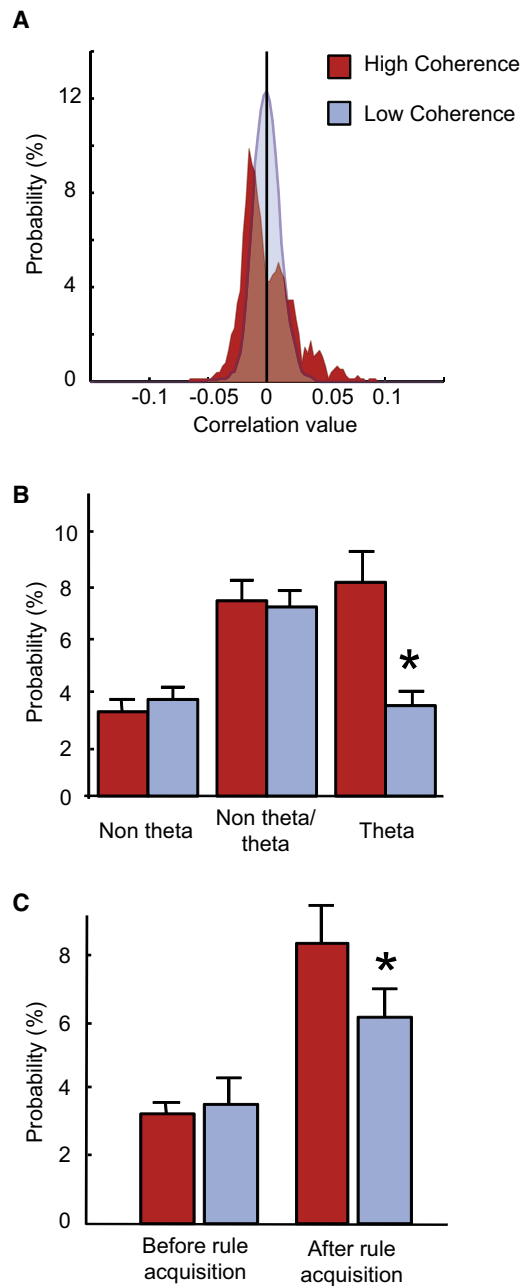 A
High Coherence
Low Coherence
12
8
4
0
Probability (%)
-0.1
-0.05
0
0.05
0.1
Correlation value
B
10
8
6
4
2
0
Probability (%)
*
Non theta
Non theta/
theta
Theta
C
8
6
4
2
0
Probability (%)
*
Before rule
acquisition
After rule
acquisition